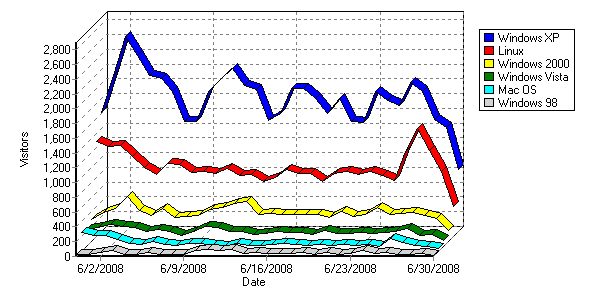 2,800
2,600
2,400
2,200
2,000
1,800
1,600
1,400
1,200
1,000
800
600
400
200
0
Visitors
6/2/2008 6/9/2008 6/16/2008 6/23/2008 6/30/2008
Date
Windows XP
Linux
Windows 2000
Windows Vista
Mac OS
Windows 98